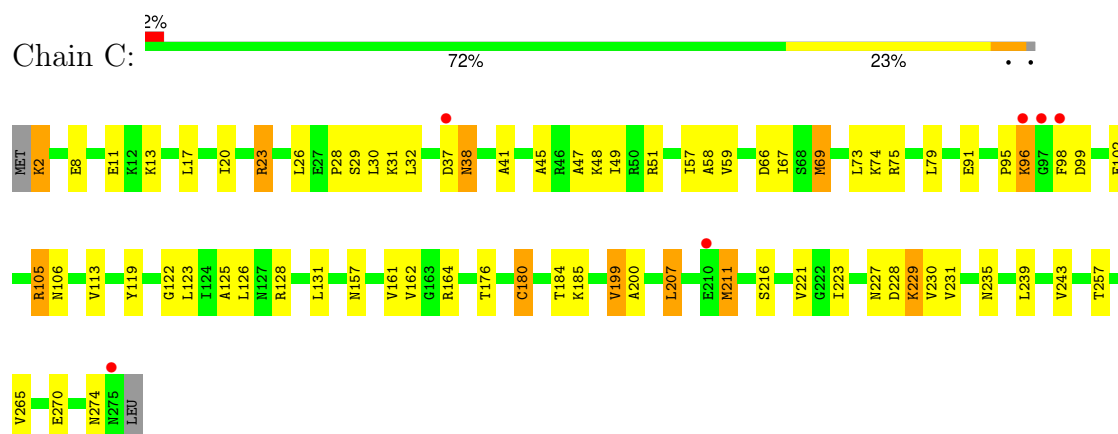 2%
Chain C:
72% 23% • •
MET K2 E8 E11 K12 K13 L17 I20 R23 L26 E27 P28 S29 L30 K31 L32 D37 N38 A41 A45 R46 A47 K48 I49 R50 R51 I57 A58 V59 D66 I67 S68 M69 L73 K74 R75 L79 E91 P95 K96 G97 F98 D99
R105 N106 V113 Y119 G122 L123 I124 A125 L126 N127 R128 L131 N157 V161 V162 G163 R164 T176 C180 T184 K185 V199 A200 L207 E210 M211 S216 V221 G222 I223 N227 D228 K229 V230 V231 N235 L239 V243 T257
V265 E270 N274 N275 LEU